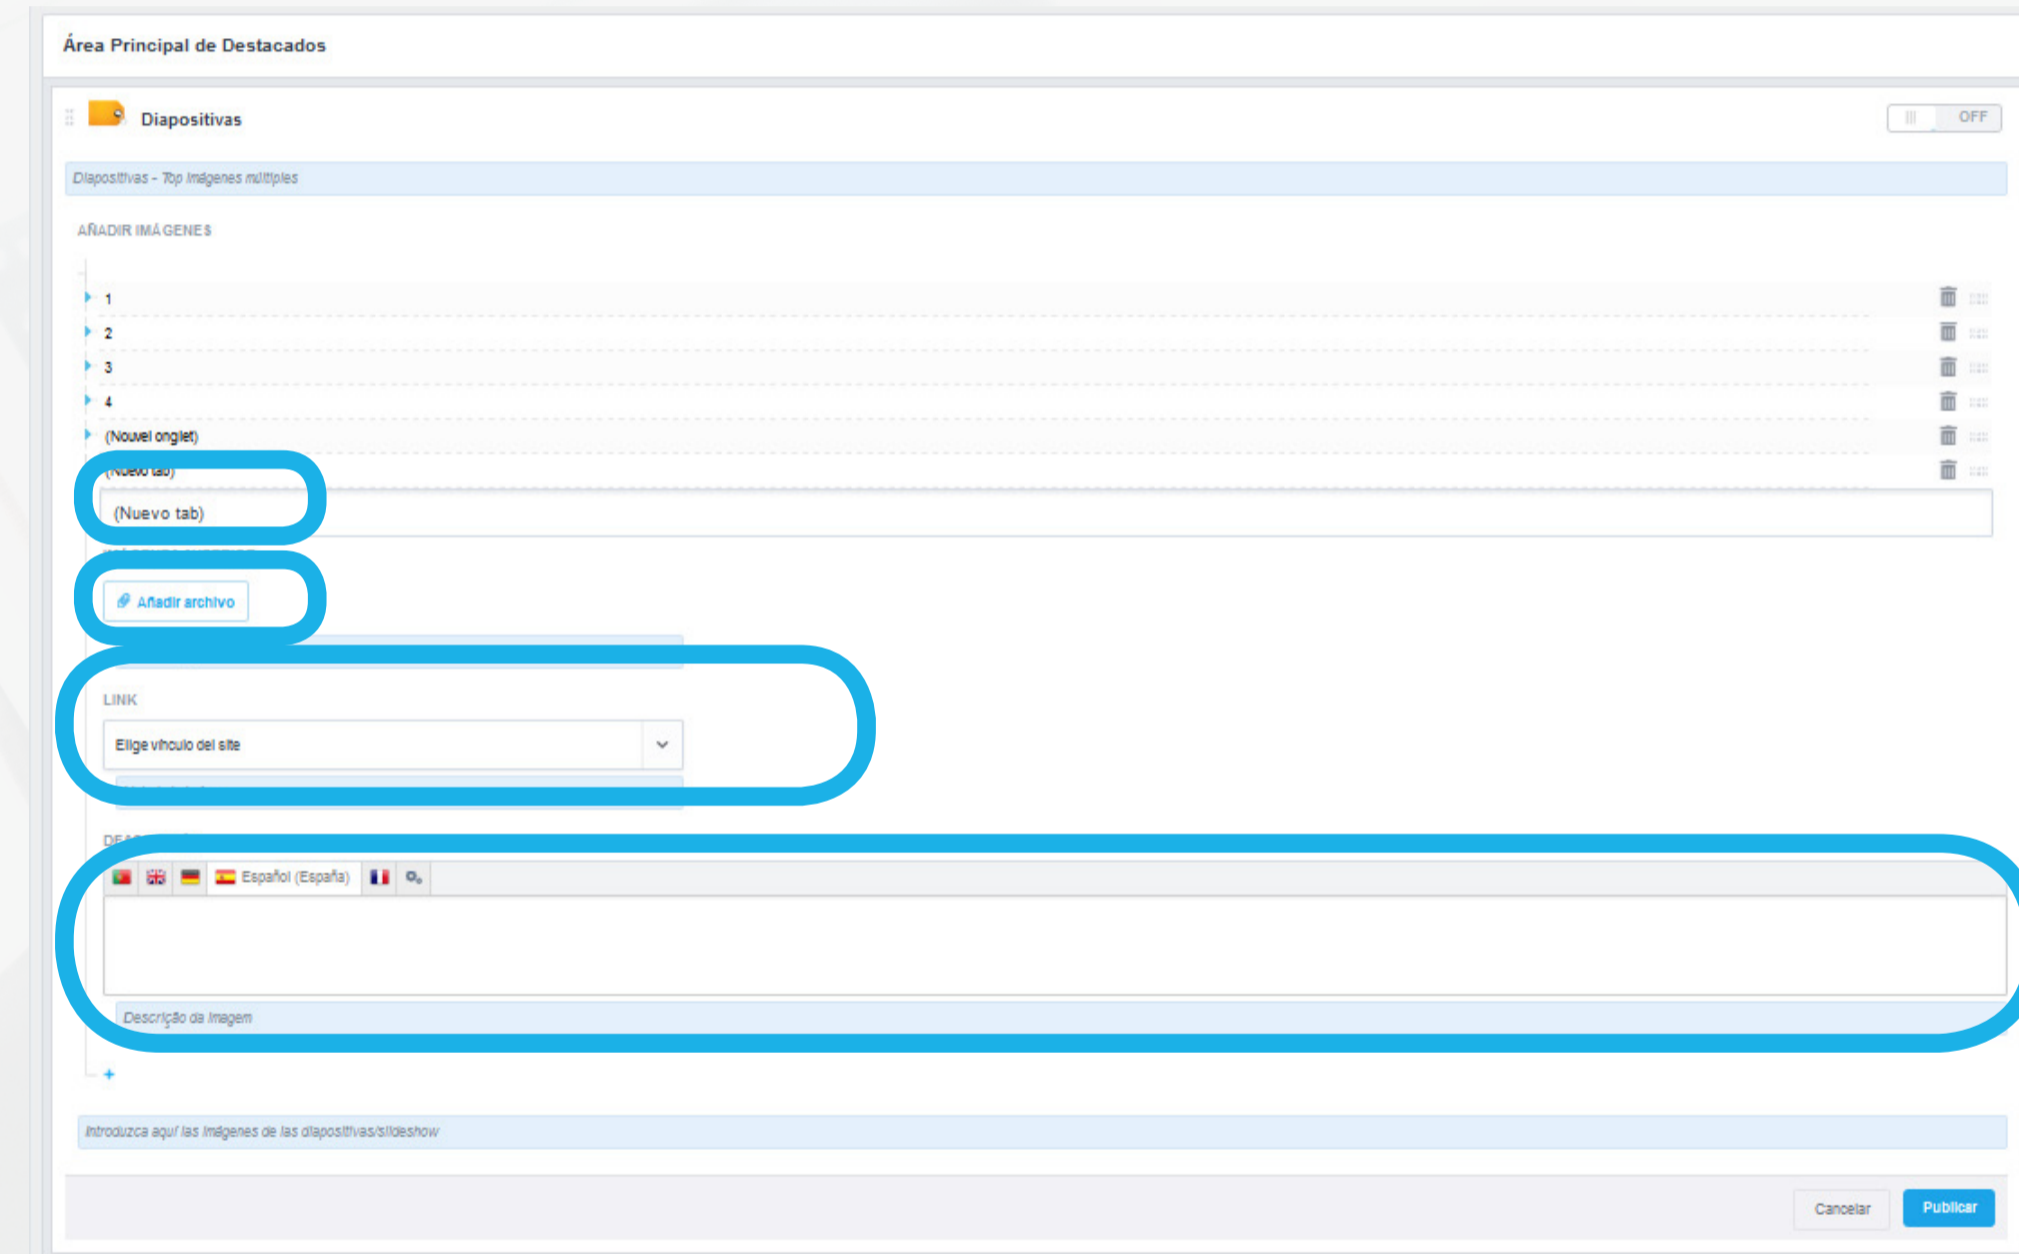 Área Principal de Destacados
Diapositivas
OFF
Diapositivas - Top imágenes múltiples
AÑADIR IMÁGENES
1
2
3
4
(Nouvel onglet)
(Nuevo tab)
(Nuevo tab)
Añadir archivo
LINK
Elige vínculo del site
Español (España)
Descrição da imagem
+
Introduzca aquí las imágenes de las diapositivas/slideshow
Cancelar
Publicar